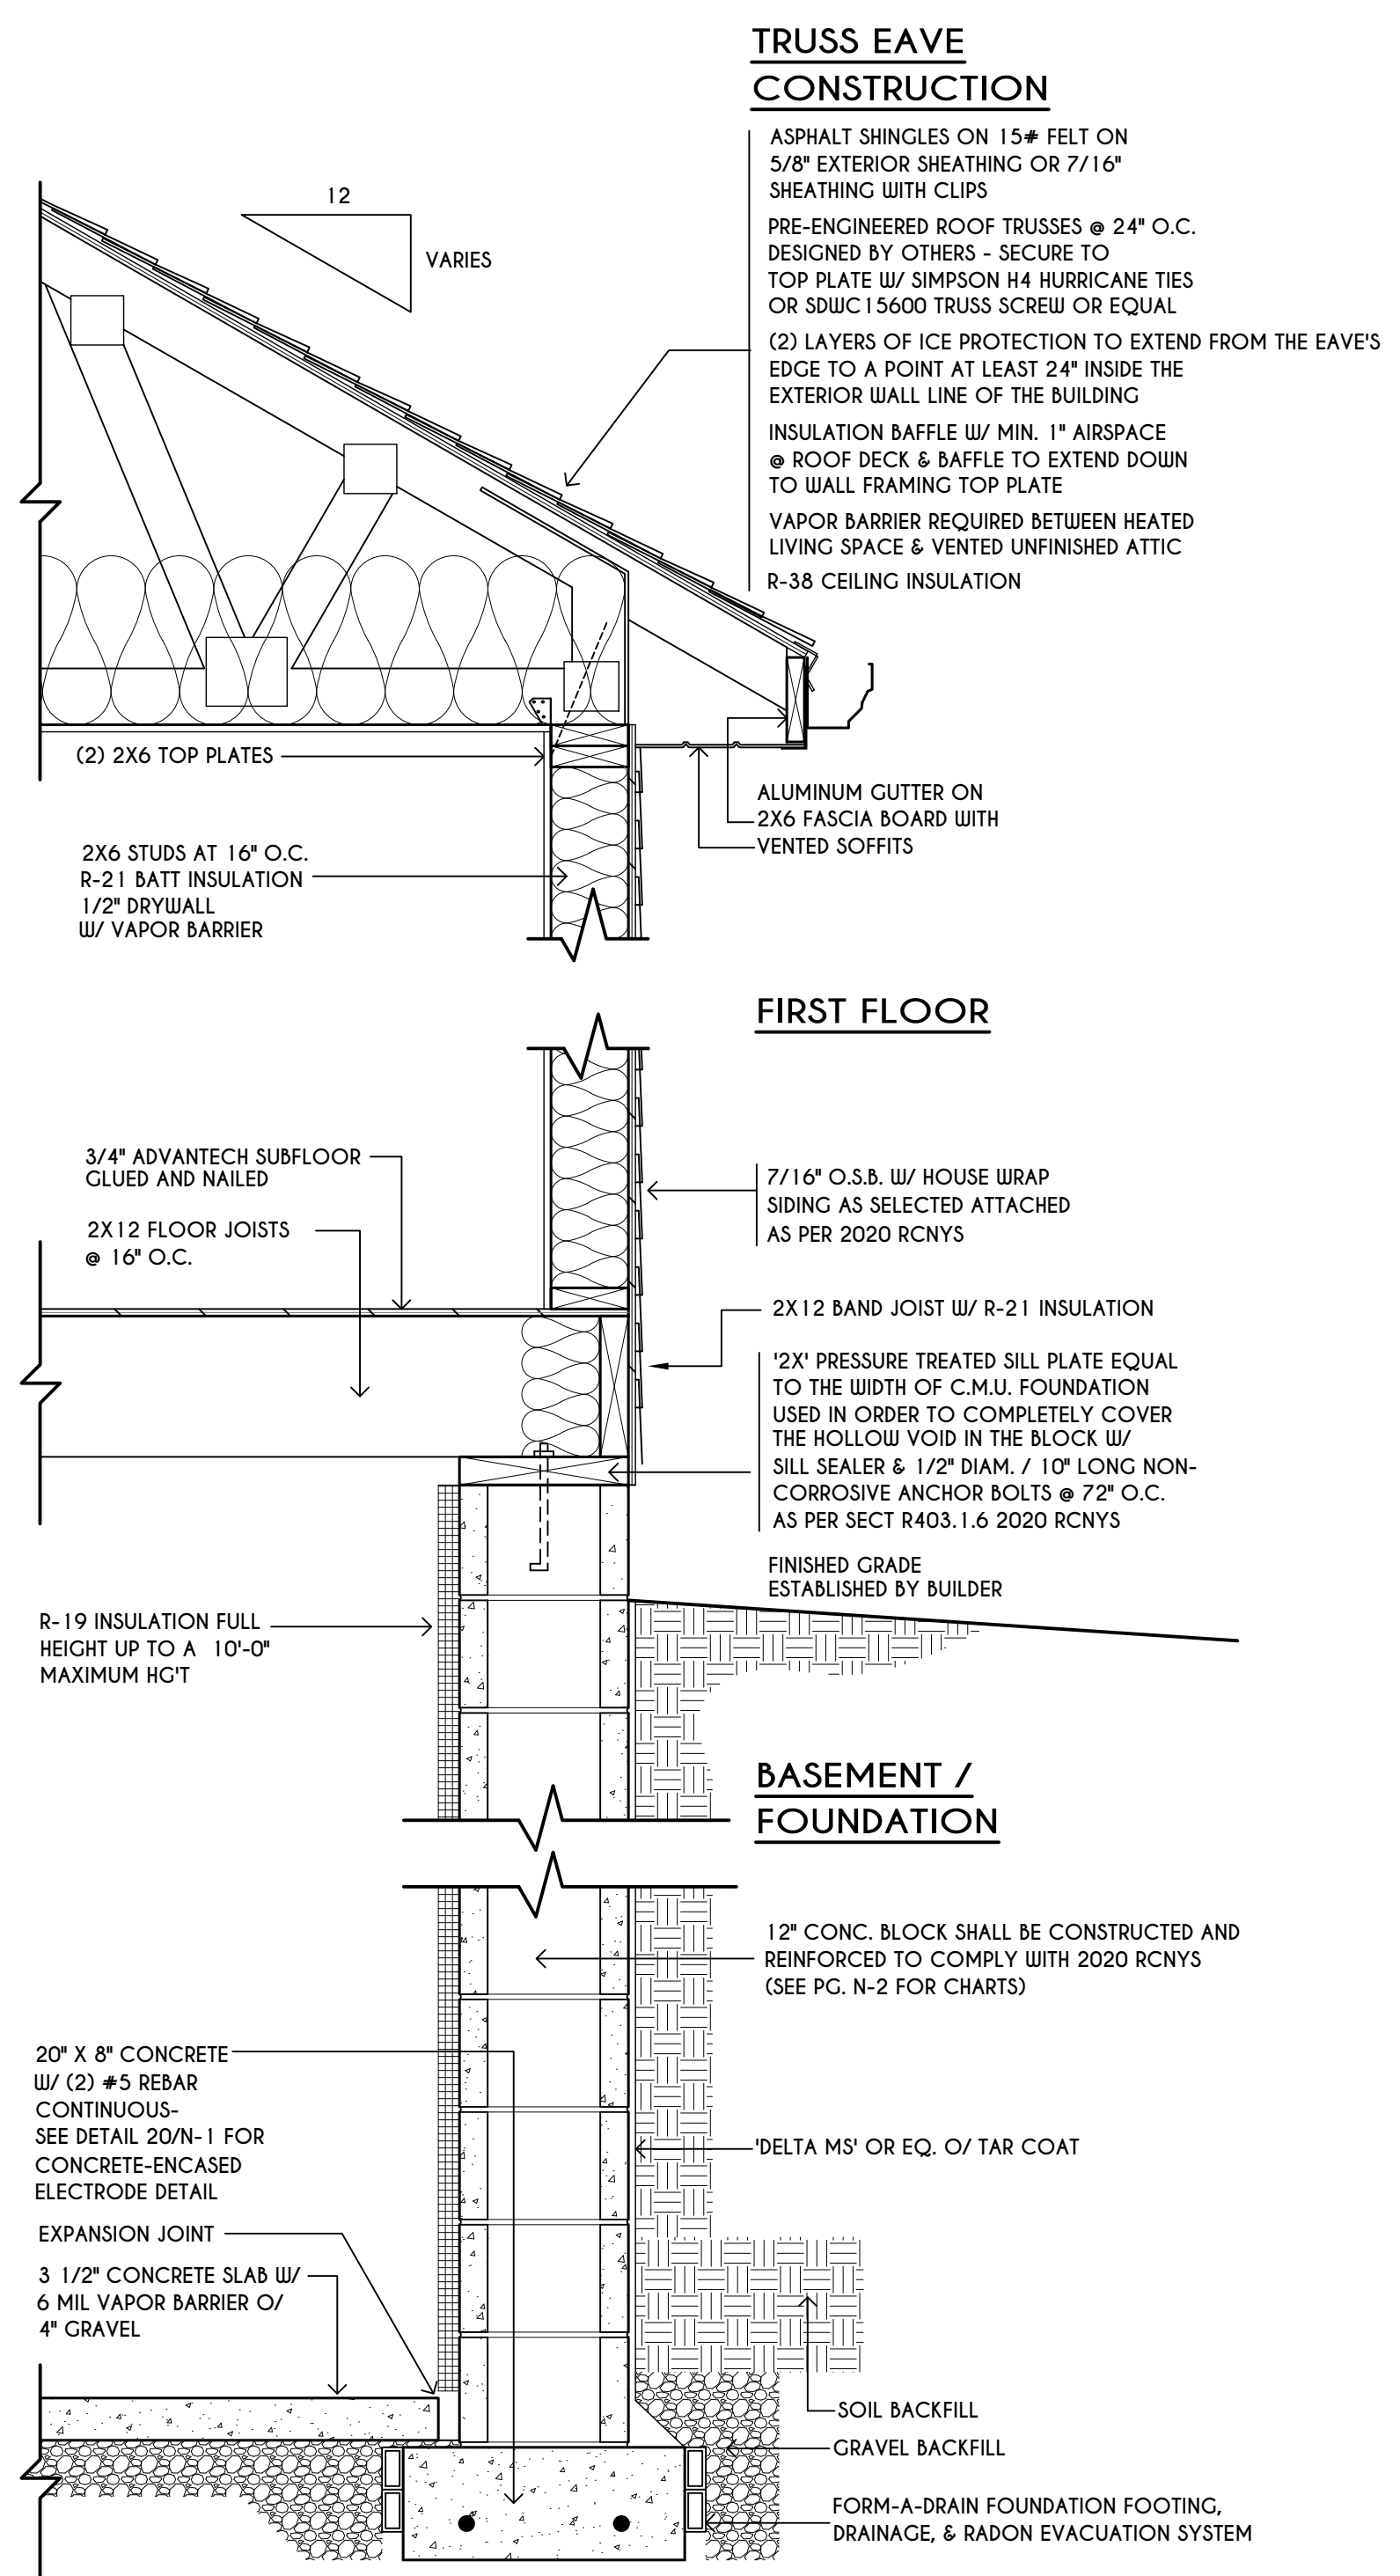 TRUSS EAVE
CONSTRUCTION
ASPHALT SHINGLES ON 15# FELT ON
5/8" EXTERIOR SHEATHING OR 7/16"
SHEATHING WITH CLIPS
12
VARIES
PRE-ENGINEERED ROOF TRUSSES @ 24" O.C.
DESIGNED BY OTHERS - SECURE TO
TOP PLATE W/ SIMPSON H4 HURRICANE TIES
OR SDWC15600 TRUSS SCREW OR EQUAL
(2) LAYERS OF ICE PROTECTION TO EXTEND FROM THE EAVE'S
EDGE TO A POINT AT LEAST 24" INSIDE THE
EXTERIOR WALL LINE OF THE BUILDING
INSULATION BAFFLE W/ MIN. 1" AIRSPACE
@ ROOF DECK & BAFFLE TO EXTEND DOWN
TO WALL FRAMING TOP PLATE
VAPOR BARRIER REQUIRED BETWEEN HEATED
LIVING SPACE & VENTED UNFINISHED ATTIC
R-38 CEILING INSULATION
(2) 2X6 TOP PLATES
ALUMINUM GUTTER ON
2X6 FASCIA BOARD WITH
VENTED SOFFITS
2X6 STUDS AT 16" O.C.
R-21 BATT INSULATION
1/2" DRYWALL
W/ VAPOR BARRIER
FIRST FLOOR
3/4" ADVANTECH SUBFLOOR
GLUED AND NAILED
2X12 FLOOR JOISTS
@ 16" O.C.
7/16" O.S.B. W/ HOUSE WRAP
SIDING AS SELECTED ATTACHED
AS PER 2020 RCNYS
2X12 BAND JOIST W/ R-21 INSULATION
'2X' PRESSURE TREATED SILL PLATE EQUAL
TO THE WIDTH OF C.M.U. FOUNDATION
USED IN ORDER TO COMPLETELY COVER
THE HOLLOW VOID IN THE BLOCK W/
SILL SEALER & 1/2" DIAM. / 10" LONG NON-
CORROSIVE ANCHOR BOLTS @ 72" O.C.
AS PER SECT R403.1.6 2020 RCNYS
FINISHED GRADE
ESTABLISHED BY BUILDER
R-19 INSULATION FULL
HEIGHT UP TO A 10'-0"
MAXIMUM HG'T
BASEMENT /
FOUNDATION
12" CONC. BLOCK SHALL BE CONSTRUCTED AND
REINFORCED TO COMPLY WITH 2020 RCNYS
(SEE PG. N-2 FOR CHARTS)
20" X 8" CONCRETE
W/ (2) #5 REBAR
CONTINUOUS-
SEE DETAIL 20/N-1 FOR
CONCRETE-ENCASED
ELECTRODE DETAIL
'DELTA MS' OR EQ. O/ TAR COAT
EXPANSION JOINT
3 1/2" CONCRETE SLAB W/
6 MIL VAPOR BARRIER O/
4" GRAVEL
SOIL BACKFILL
GRAVEL BACKFILL
FORM-A-DRAIN FOUNDATION FOOTING,
DRAINAGE, & RADON EVACUATION SYSTEM